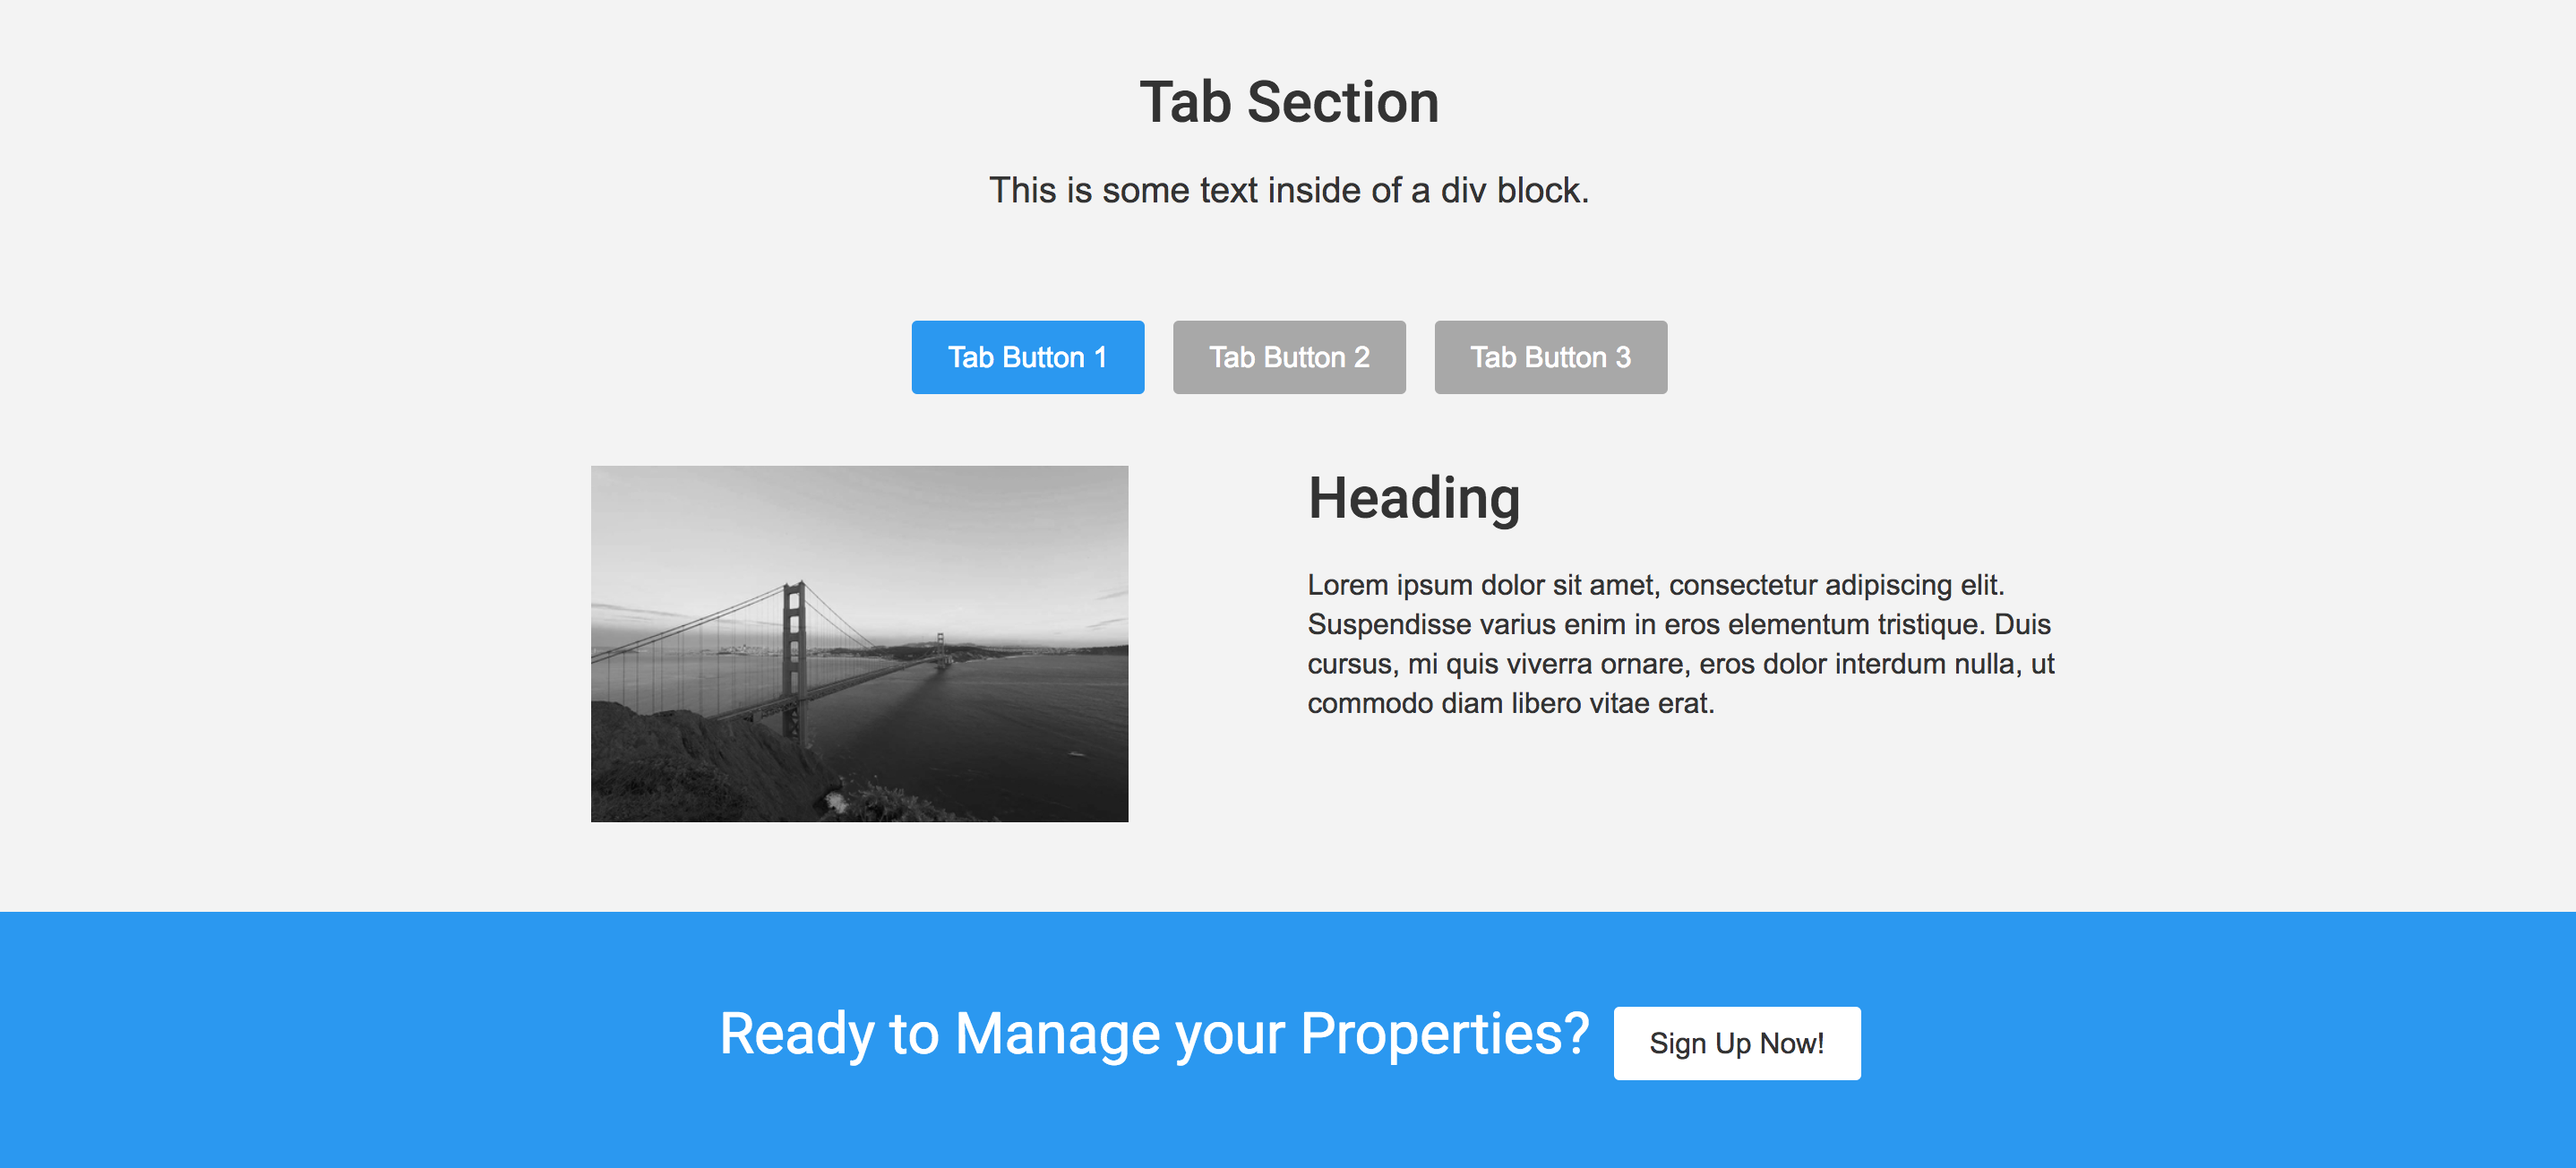 Tab Section
This is some text inside of a div block.
Tab Button 1
Tab Button 2
Tab Button 3
Heading
Lorem ipsum dolor sit amet, consectetur adipiscing elit.
Suspendisse varius enim in eros elementum tristique. Duis
cursus, mi quis viverra ornare, eros dolor interdum nulla, ut
commodo diam libero vitae erat.
Ready to Manage your Properties?
Sign Up Now!